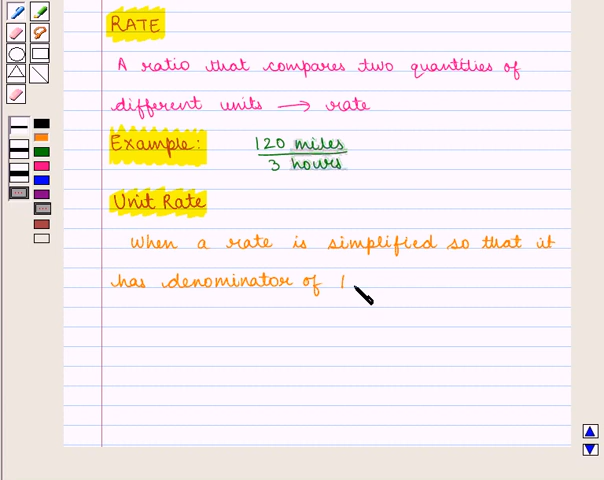 RATE
A ratio that compares two quantities of
different units → rate
Example: 120 miles
3 hours
Unit Rate
When a rate is simplified so that it
has denominator of 1